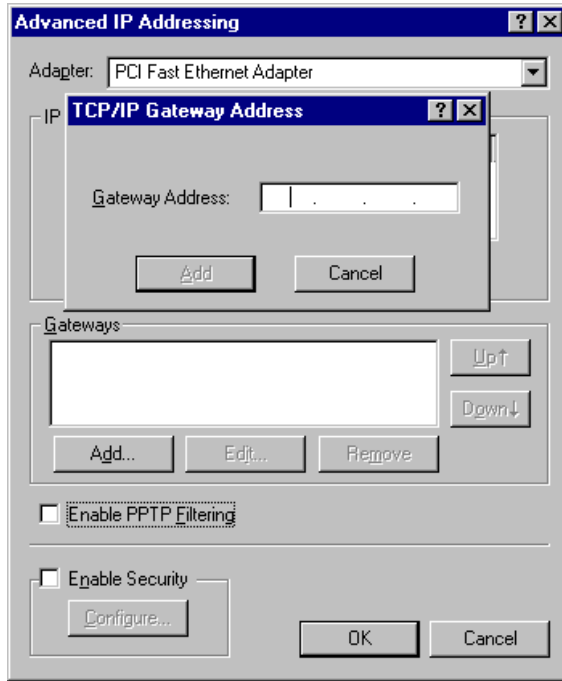 Advanced IP Addressing
Adapter: PCI Fast Ethernet Adapter
IP
TCP/IP Gateway Address
Gateway Address: . . .
Add Cancel
Gateways
Up↑
Down↓
Add... Edit... Remove
Enable PPTP Filtering
Enable Security
Configure...
OK Cancel